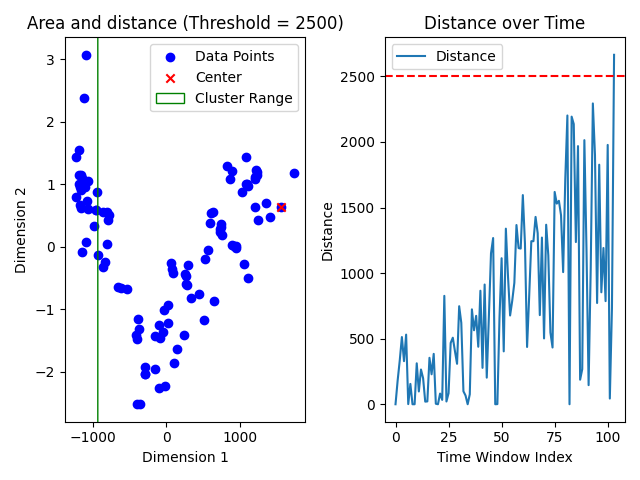 Area and distance (Threshold = 2500)
Data Points
Center
Cluster Range
Dimension 2
3
2
1
0
−1
−2
−1000 0 1000
Dimension 1
Distance over Time
Distance
Distance
2500
2000
1500
1000
500
0
0 25 50 75 100
Time Window Index